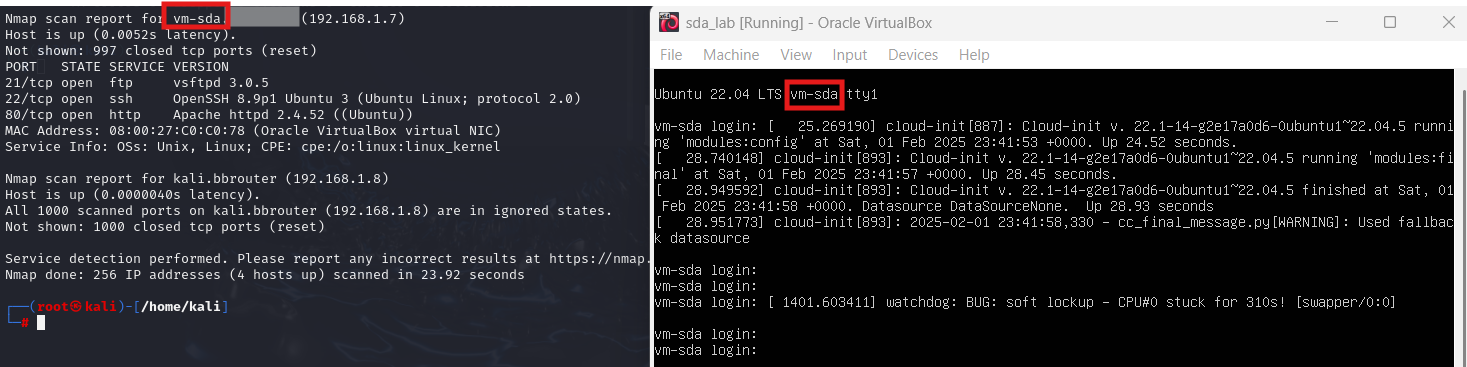 Nmap scan report for vm-sda. (192.168.1.7)
Host is up (0.0052s latency).
Not shown: 997 closed tcp ports (reset)
PORT   STATE SERVICE VERSION
21/tcp open  ftp     vsftpd 3.0.5
22/tcp open  ssh     OpenSSH 8.9p1 Ubuntu 3 (Ubuntu Linux; protocol 2.0)
80/tcp open  http    Apache httpd 2.4.52 ((Ubuntu))
MAC Address: 08:00:27:C0:C0:78 (Oracle VirtualBox virtual NIC)
Service Info: OSs: Unix, Linux; CPE: cpe:/o:linux:linux_kernel
Nmap scan report for kali.bbrouter (192.168.1.8)
Host is up (0.0000040s latency).
All 1000 scanned ports on kali.bbrouter (192.168.1.8) are in ignored states.
Not shown: 1000 closed tcp ports (reset)
Service detection performed. Please report any incorrect results at https://nmap.
Nmap done: 256 IP addresses (4 hosts up) scanned in 23.92 seconds
┌──(root㉿kali)-[/home/kali]
└─#
sda_lab [Running] - Oracle VirtualBox
File Machine View Input Devices Help
Ubuntu 22.04 LTS vm-sda tty1
vm-sda login: [   25.269190] cloud-init[887]: Cloud-init v. 22.1-14-g2e17a0d6-0ubuntu1~22.04.5 runni
ng 'modules:config' at Sat, 01 Feb 2025 23:41:53 +0000. Up 24.52 seconds.
[   28.740148] cloud-init[893]: Cloud-init v. 22.1-14-g2e17a0d6-0ubuntu1~22.04.5 running 'modules:fi
nal' at Sat, 01 Feb 2025 23:41:57 +0000. Up 28.45 seconds.
[   28.949592] cloud-init[893]: Cloud-init v. 22.1-14-g2e17a0d6-0ubuntu1~22.04.5 finished at Sat, 01
 Feb 2025 23:41:58 +0000. Datasource DataSourceNone.  Up 28.93 seconds
[   28.951773] cloud-init[893]: 2025-02-01 23:41:58,330 - cc_final_message.py[WARNING]: Used fallbac
k datasource
vm-sda login:
vm-sda login:
vm-sda login: [ 1401.603411] watchdog: BUG: soft lockup - CPU#0 stuck for 310s! [swapper/0:0]
vm-sda login:
vm-sda login: